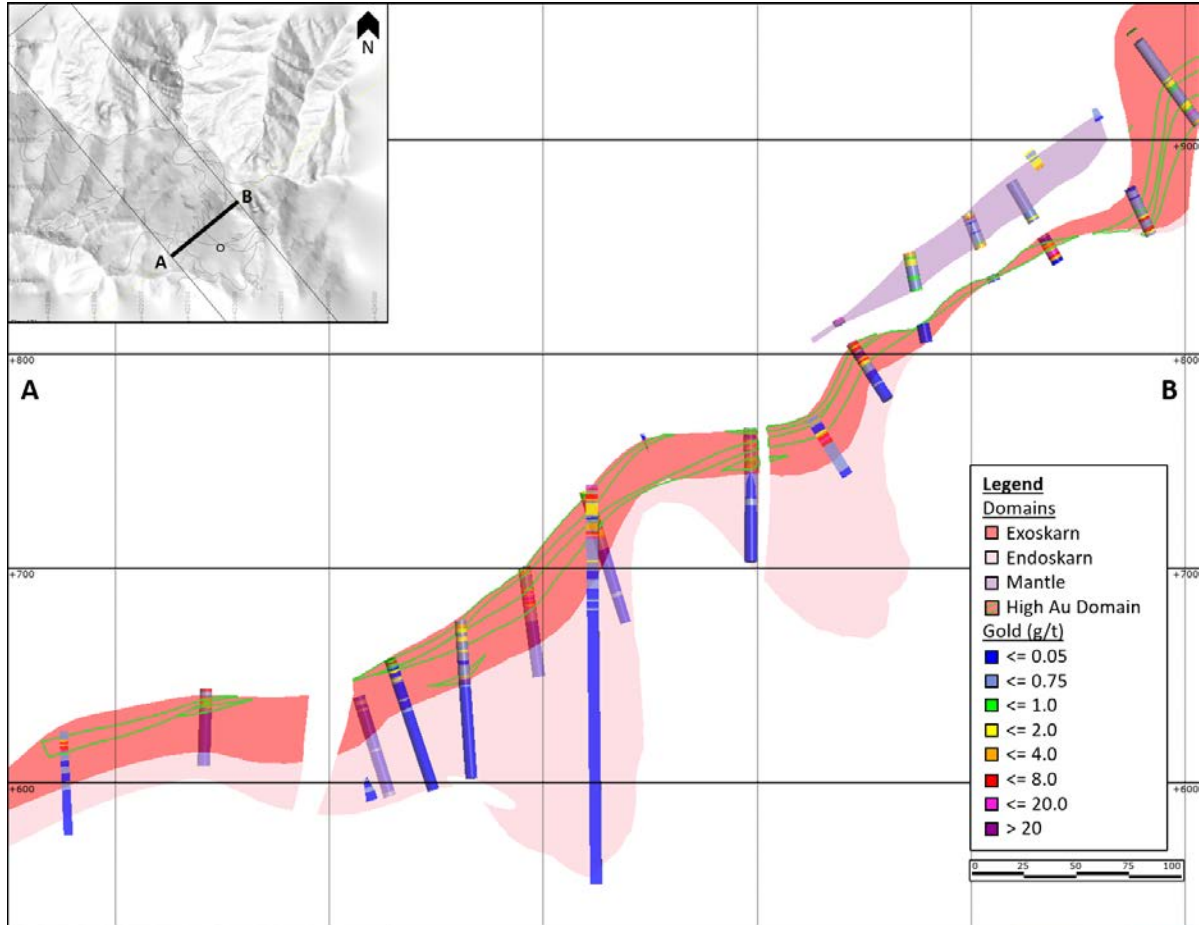 N
B
A
+900
+800
A
B
Legend
Domains
Exoskarn
Endoskarn
Mantle
High Au Domain
Gold (g/t)
<= 0.05
<= 0.75
<= 1.0
<= 2.0
<= 4.0
<= 8.0
<= 20.0
> 20
+700
+700
+600
+600
0 25 50 75 100